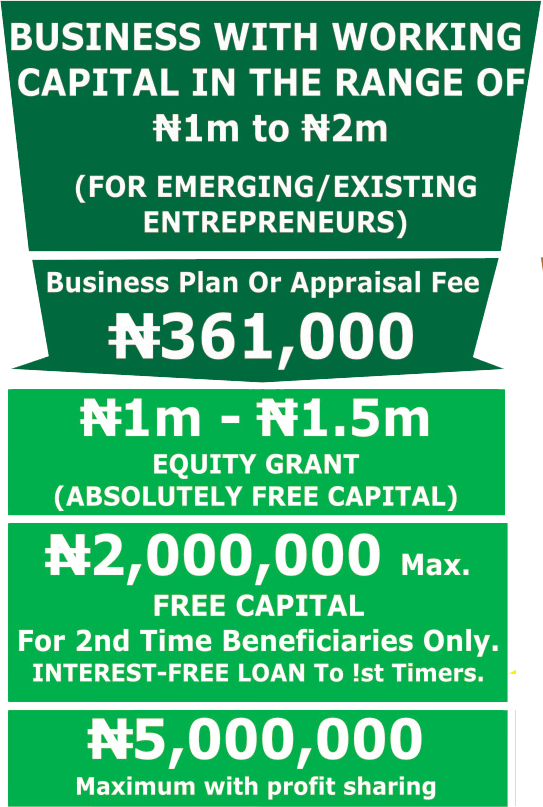 BUSINESS WITH WORKING
CAPITAL IN THE RANGE OF
₦1m to ₦2m
(FOR EMERGING/EXISTING
ENTREPRENEURS)
Business Plan Or Appraisal Fee
₦361,000
₦1m - ₦1.5m
EQUITY GRANT
(ABSOLUTELY FREE CAPITAL)
₦2,000,000 Max.
FREE CAPITAL
For 2nd Time Beneficiaries Only.
INTEREST-FREE LOAN To !st Timers.
₦5,000,000
Maximum with profit sharing